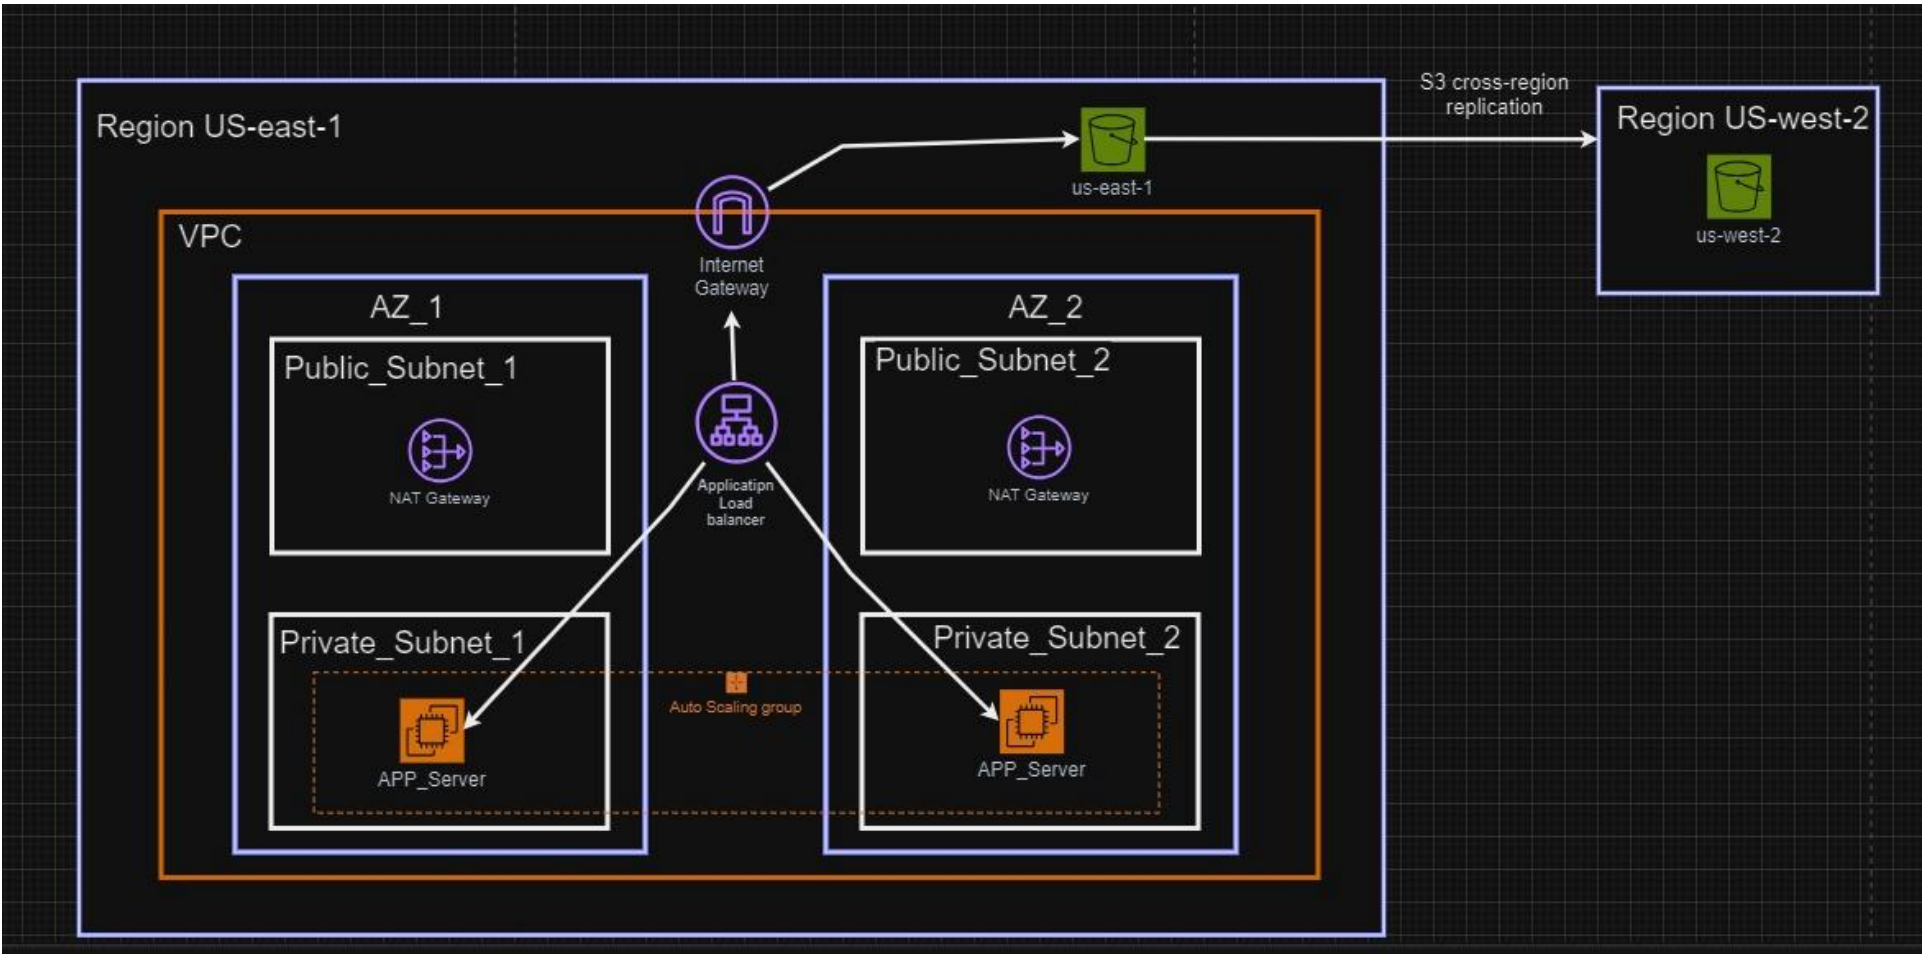 S3 cross-region
replication
Region US-east-1
Region US-west-2
us-east-1
us-west-2
VPC
Internet
Gateway
AZ_1
AZ_2
Public_Subnet_1
Public_Subnet_2
NAT Gateway
Applicatipn
Load
balancer
NAT Gateway
Private_Subnet_1
Private_Subnet_2
Auto Scaling group
APP_Server
APP_Server